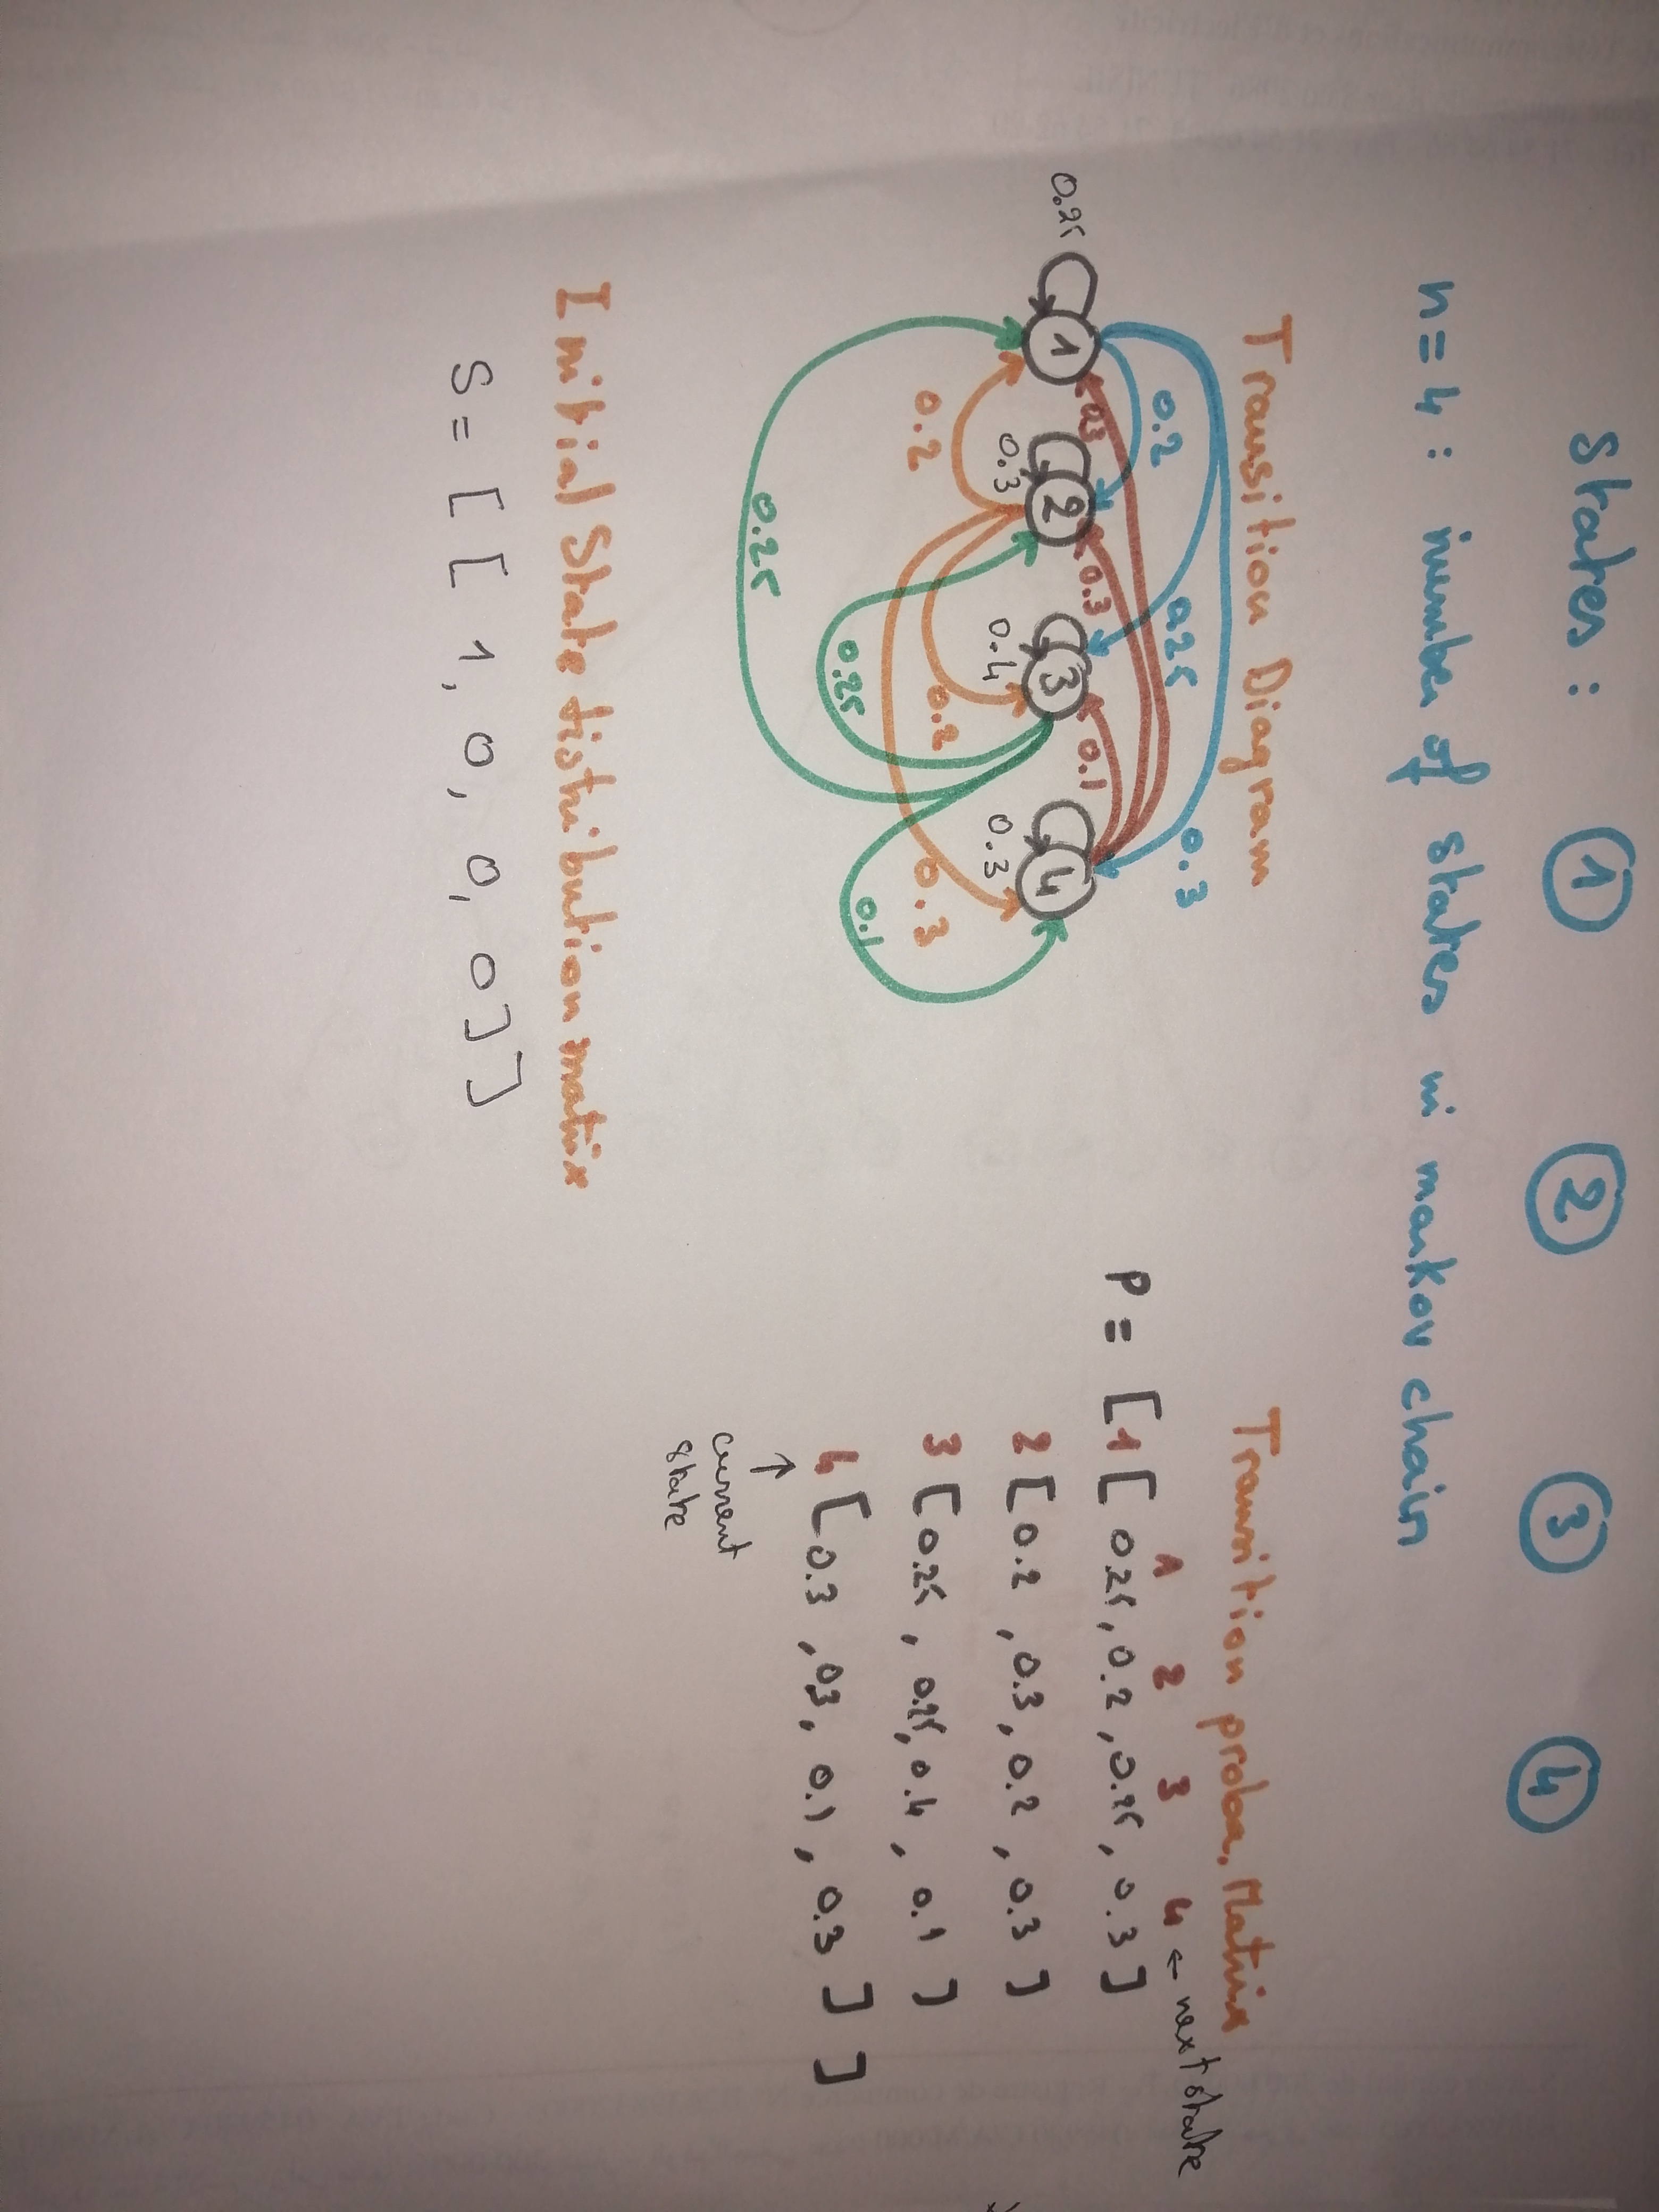 states : 1 2 3 4
n = 4 : number of states in markov chain
Transition Diagram
0.2 0.25 0.3
0.3 0.3 0.1
0.25 1 2 3 4
0.3 0.4 0.3
0.2 0.2 0.3
0.25 0.1
0.25
Transition proba. Matrix
1 2 3 4 ← next state
P = [ 1 [ 0.25, 0.2, 0.25, 0.3 ]
2 [ 0.2 , 0.3, 0.2 , 0.3 ]
3 [ 0.25 , 0.25, 0.4 , 0.1 ]
4 [ 0.3 , 03, 0.1 , 0.3 ] ]
↑
current
state
Initial State distribution matrix
S = [ [ 1, 0, 0, 0 ] ]